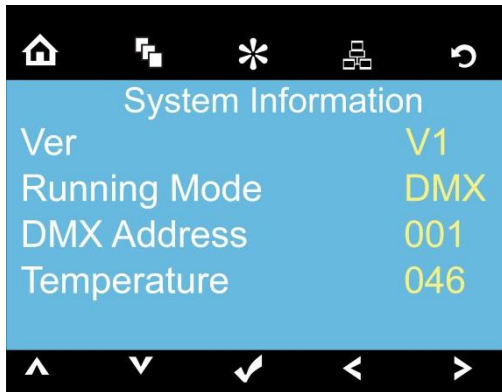 System Information
Ver V1
Running Mode DMX
DMX Address 001
Temperature 046